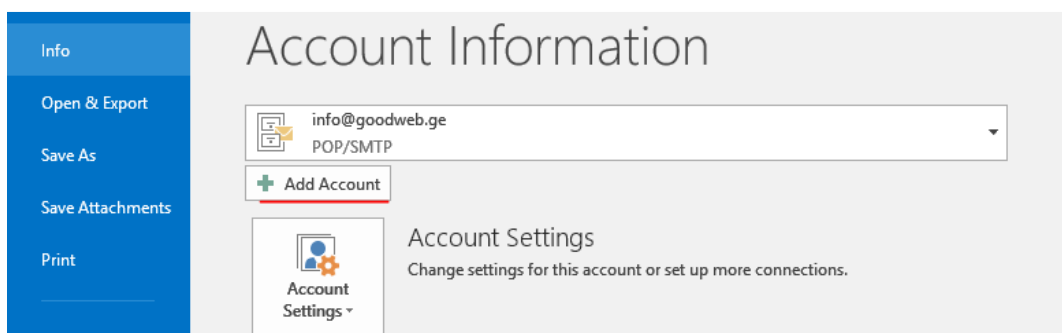 Info
Open & Export
Save As
Save Attachments
Print
Account Information
info@goodweb.ge
POP/SMTP
Add Account
Account
Settings
Account Settings
Change settings for this account or set up more connections.